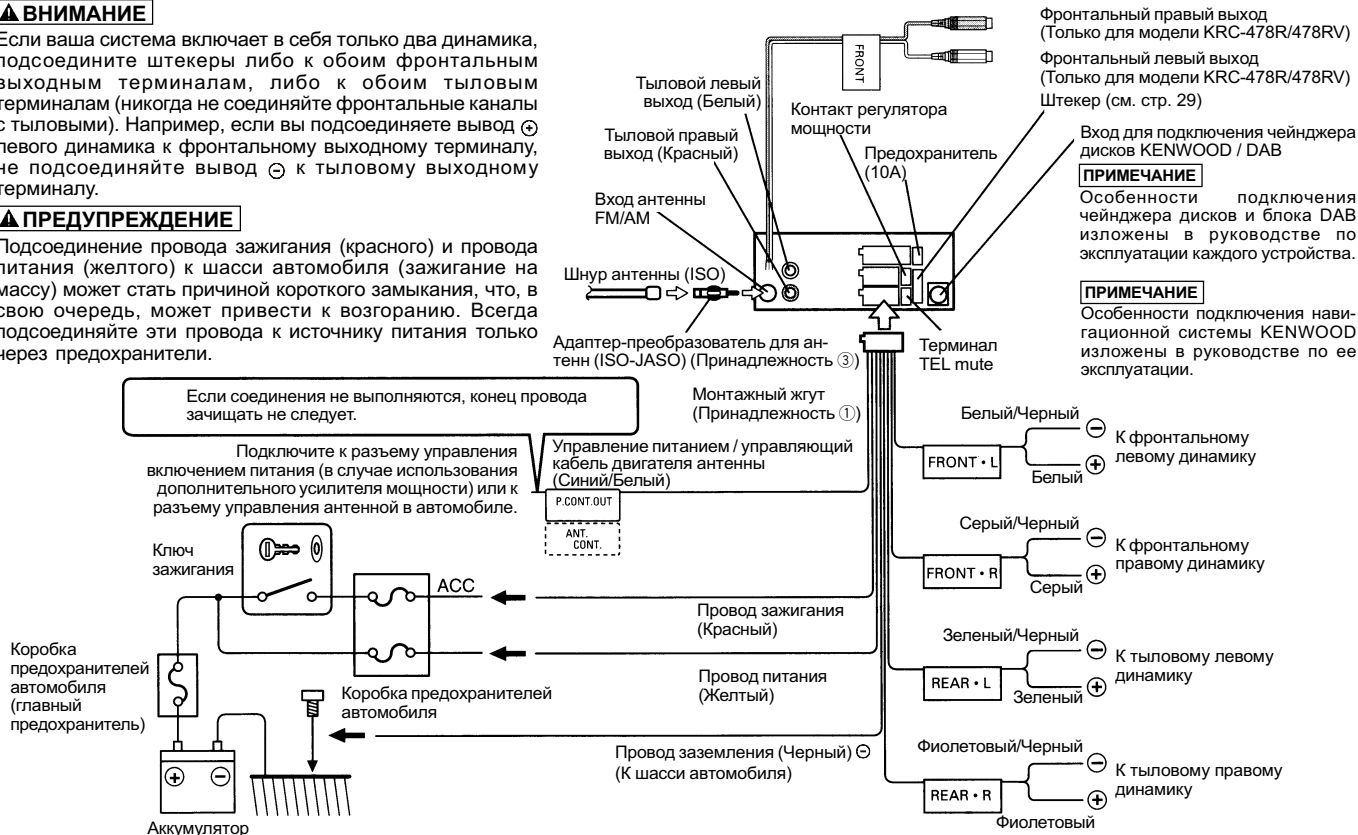 ВНИМАНИЕ
Если ваша система включает в себя только два динамика,
подсоедините штекеры либо к обоим фронтальным
выходным терминалам, либо к обоим тыловым
терминалам (никогда не соединяйте фронтальные каналы
с тыловыми). Например, если вы подсоединяете вывод ⊕
левого динамика к фронтальному выходному терминалу,
не подсоединяйте вывод ⊖ к тыловому выходному
терминалу.
ПРЕДУПРЕЖДЕНИЕ
Подсоединение провода зажигания (красного) и провода
питания (желтого) к шасси автомобиля (зажигание на
массу) может стать причиной короткого замыкания, что, в
свою очередь, может привести к возгоранию. Всегда
подсоединяйте эти провода к источнику питания только
через предохранители.
FRONT
Фронтальный правый выход
(Только для модели KRC-478R/478RV)
Фронтальный левый выход
(Только для модели KRC-478R/478RV)
Штекер (см. стр. 29)
Тыловой левый
выход (Белый)
Контакт регулятора
мощности
Тыловой правый
выход (Красный)
Предохранитель
(10А)
Вход для подключения чейнджера
дисков KENWOOD / DAB
ПРИМЕЧАНИЕ
Особенности подключения
чейнджера дисков и блока DAB
изложены в руководстве по
эксплуатации каждого устройства.
Вход антенны
FM/AM
Шнур антенны (ISO)
ПРИМЕЧАНИЕ
Особенности подключения нави-
гационной системы KENWOOD
изложены в руководстве по ее
эксплуатации.
Адаптер-преобразователь для ан-
тенн (ISO-JASO) (Принадлежность ③)
Терминал
TEL mute
Монтажный жгут
(Принадлежность ①)
Если соединения не выполняются, конец провода
зачищать не следует.
Подключите к разъему управления
включением питания (в случае использования
дополнительного усилителя мощности) или к
разъему управления антенной в автомобиле.
Управление питанием / управляющий
кабель двигателя антенны
(Синий/Белый)
P.CONT.OUT
ANT.
CONT.
Белый/Черный
⊖
FRONT • L
⊕
Белый
К фронтальному
левому динамику
Серый/Черный
⊖
FRONT • R
⊕
Серый
К фронтальному
правому динамику
Ключ
зажигания
ACC
Провод зажигания
(Красный)
Зеленый/Черный
⊖
REAR • L
⊕
Зеленый
К тыловому левому
динамику
Коробка
предохранителей
автомобиля
(главный
предохранитель)
Коробка предохранителей
автомобиля
Провод питания
(Желтый)
Провод заземления (Черный) ⊖
(К шасси автомобиля)
Фиолетовый/Черный
⊖
REAR • R
⊕
Фиолетовый
К тыловому правому
динамику
⊕ ⊖
Аккумулятор